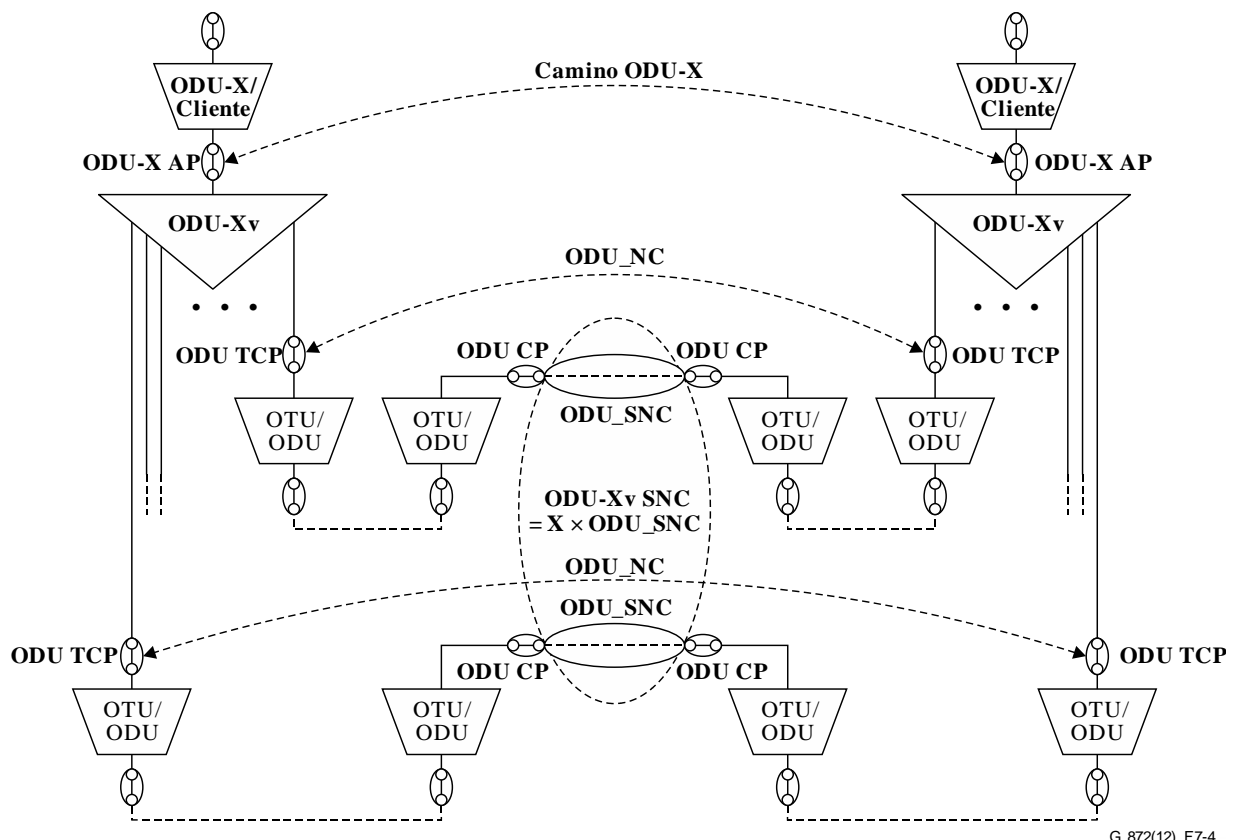 ODU-X/
Cliente
ODU-X/
Cliente
Camino ODU-X
ODU-X AP
ODU-X AP
ODU-Xv
ODU-Xv
ODU_NC
• • •
• • •
ODU TCP
ODU CP
ODU CP
ODU TCP
ODU_SNC
OTU/
ODU
OTU/
ODU
OTU/
ODU
OTU/
ODU
ODU-Xv SNC
= X × ODU_SNC
ODU_NC
ODU_SNC
ODU TCP
ODU CP
ODU CP
ODU TCP
OTU/
ODU
OTU/
ODU
OTU/
ODU
OTU/
ODU
G.872(12)_F7-4